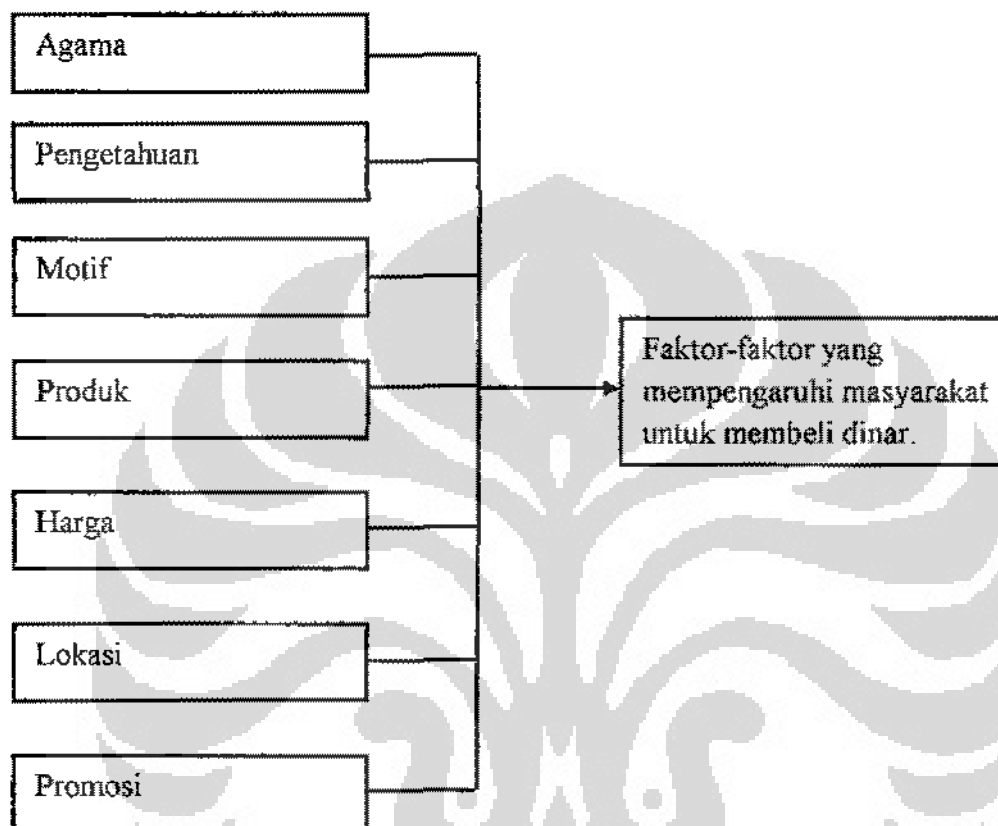 Agama
Pengetahuan
Motif
Produk
Harga
Lokasi
Promosi
Faktor-faktor yang
mempengaruhi masyarakat
untuk membeli dinar.